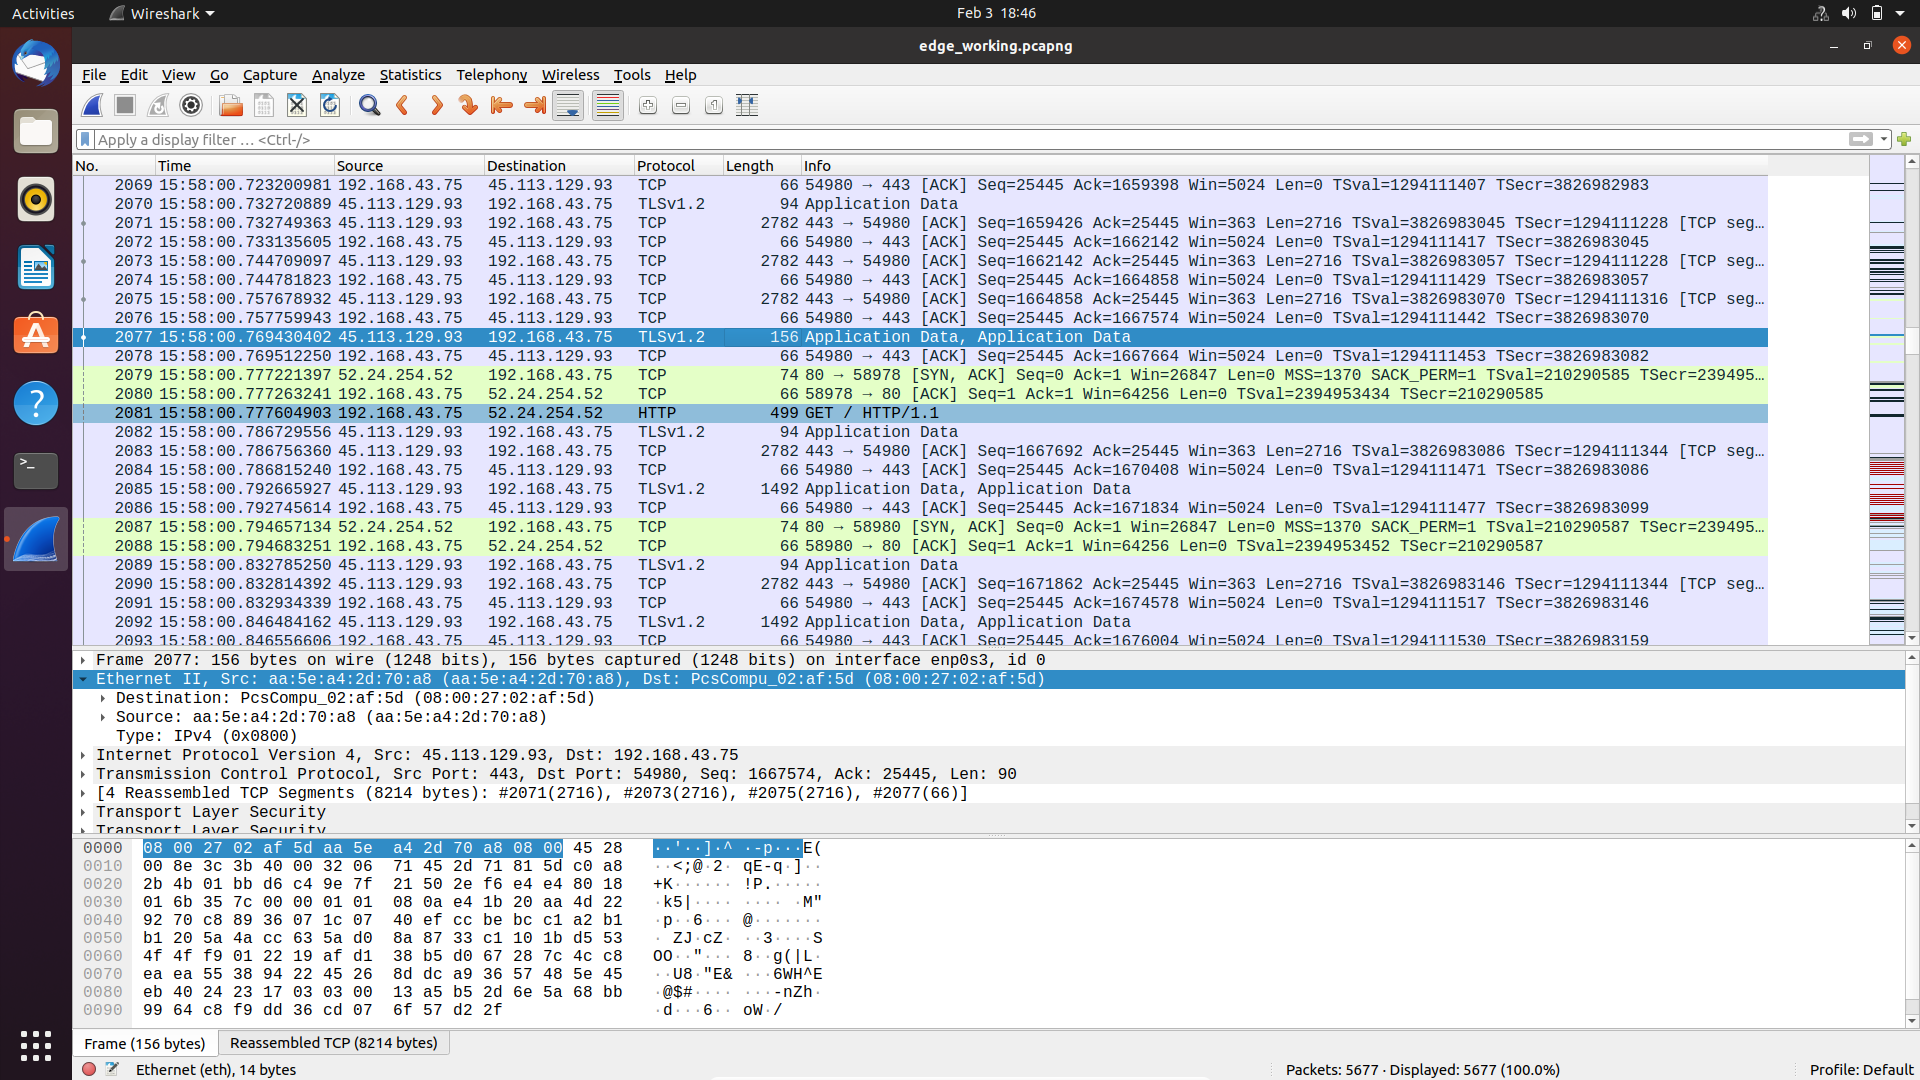 Activities Wireshark Feb 3 18:46
edge_working.pcapng
File Edit View Go Capture Analyze Statistics Telephony Wireless Tools Help
Apply a display filter … <Ctrl-/>
No. Time Source Destination Protocol Length Info
2069 15:58:00.723200981 192.168.43.75 45.113.129.93 TCP 66 54980 → 443 [ACK] Seq=25445 Ack=1659398 Win=5024 Len=0 TSval=1294111407 TSecr=3826982983
2070 15:58:00.732720889 45.113.129.93 192.168.43.75 TLSv1.2 94 Application Data
2071 15:58:00.732749363 45.113.129.93 192.168.43.75 TCP 2782 443 → 54980 [ACK] Seq=1659426 Ack=25445 Win=363 Len=2716 TSval=3826983045 TSecr=1294111228 [TCP seg…
2072 15:58:00.733135605 192.168.43.75 45.113.129.93 TCP 66 54980 → 443 [ACK] Seq=25445 Ack=1662142 Win=5024 Len=0 TSval=1294111417 TSecr=3826983045
2073 15:58:00.744709097 45.113.129.93 192.168.43.75 TCP 2782 443 → 54980 [ACK] Seq=1662142 Ack=25445 Win=363 Len=2716 TSval=3826983057 TSecr=1294111228 [TCP seg…
2074 15:58:00.744781823 192.168.43.75 45.113.129.93 TCP 66 54980 → 443 [ACK] Seq=25445 Ack=1664858 Win=5024 Len=0 TSval=1294111429 TSecr=3826983057
2075 15:58:00.757678932 45.113.129.93 192.168.43.75 TCP 2782 443 → 54980 [ACK] Seq=1664858 Ack=25445 Win=363 Len=2716 TSval=3826983070 TSecr=1294111316 [TCP seg…
2076 15:58:00.757759943 192.168.43.75 45.113.129.93 TCP 66 54980 → 443 [ACK] Seq=25445 Ack=1667574 Win=5024 Len=0 TSval=1294111442 TSecr=3826983070
2077 15:58:00.769430402 45.113.129.93 192.168.43.75 TLSv1.2 156 Application Data, Application Data
2078 15:58:00.769512250 192.168.43.75 45.113.129.93 TCP 66 54980 → 443 [ACK] Seq=25445 Ack=1667664 Win=5024 Len=0 TSval=1294111453 TSecr=3826983082
2079 15:58:00.777221397 52.24.254.52 192.168.43.75 TCP 74 80 → 58978 [SYN, ACK] Seq=0 Ack=1 Win=26847 Len=0 MSS=1370 SACK_PERM=1 TSval=210290585 TSecr=239495…
2080 15:58:00.777263241 192.168.43.75 52.24.254.52 TCP 66 58978 → 80 [ACK] Seq=1 Ack=1 Win=64256 Len=0 TSval=2394953434 TSecr=210290585
2081 15:58:00.777604903 192.168.43.75 52.24.254.52 HTTP 499 GET / HTTP/1.1
2082 15:58:00.786729556 45.113.129.93 192.168.43.75 TLSv1.2 94 Application Data
2083 15:58:00.786756360 45.113.129.93 192.168.43.75 TCP 2782 443 → 54980 [ACK] Seq=1667692 Ack=25445 Win=363 Len=2716 TSval=3826983086 TSecr=1294111344 [TCP seg…
2084 15:58:00.786815240 192.168.43.75 45.113.129.93 TCP 66 54980 → 443 [ACK] Seq=25445 Ack=1670408 Win=5024 Len=0 TSval=1294111471 TSecr=3826983086
2085 15:58:00.792665927 45.113.129.93 192.168.43.75 TLSv1.2 1492 Application Data, Application Data
2086 15:58:00.792745614 192.168.43.75 45.113.129.93 TCP 66 54980 → 443 [ACK] Seq=25445 Ack=1671834 Win=5024 Len=0 TSval=1294111477 TSecr=3826983099
2087 15:58:00.794657134 52.24.254.52 192.168.43.75 TCP 74 80 → 58980 [SYN, ACK] Seq=0 Ack=1 Win=26847 Len=0 MSS=1370 SACK_PERM=1 TSval=210290587 TSecr=239495…
2088 15:58:00.794683251 192.168.43.75 52.24.254.52 TCP 66 58980 → 80 [ACK] Seq=1 Ack=1 Win=64256 Len=0 TSval=2394953452 TSecr=210290587
2089 15:58:00.832785250 45.113.129.93 192.168.43.75 TLSv1.2 94 Application Data
2090 15:58:00.832814392 45.113.129.93 192.168.43.75 TCP 2782 443 → 54980 [ACK] Seq=1671862 Ack=25445 Win=363 Len=2716 TSval=3826983146 TSecr=1294111344 [TCP seg…
2091 15:58:00.832934339 192.168.43.75 45.113.129.93 TCP 66 54980 → 443 [ACK] Seq=25445 Ack=1674578 Win=5024 Len=0 TSval=1294111517 TSecr=3826983146
2092 15:58:00.846484162 45.113.129.93 192.168.43.75 TLSv1.2 1492 Application Data, Application Data
2093 15:58:00.846556606 192.168.43.75 45.113.129.93 TCP 66 54980 → 443 [ACK] Seq=25445 Ack=1676004 Win=5024 Len=0 TSval=1294111530 TSecr=3826983159
Frame 2077: 156 bytes on wire (1248 bits), 156 bytes captured (1248 bits) on interface enp0s3, id 0
Ethernet II, Src: aa:5e:a4:2d:70:a8 (aa:5e:a4:2d:70:a8), Dst: PcsCompu_02:af:5d (08:00:27:02:af:5d)
Destination: PcsCompu_02:af:5d (08:00:27:02:af:5d)
Source: aa:5e:a4:2d:70:a8 (aa:5e:a4:2d:70:a8)
Type: IPv4 (0x0800)
Internet Protocol Version 4, Src: 45.113.129.93, Dst: 192.168.43.75
Transmission Control Protocol, Src Port: 443, Dst Port: 54980, Seq: 1667574, Ack: 25445, Len: 90
[4 Reassembled TCP Segments (8214 bytes): #2071(2716), #2073(2716), #2075(2716), #2077(66)]
Transport Layer Security
Transport Layer Security
0000 08 00 27 02 af 5d aa 5e a4 2d 70 a8 08 00 45 28 ··'··]·^ ·-p···E(
0010 00 8e 3c 3b 40 00 32 06 71 45 2d 71 81 5d c0 a8 ··<;@·2· qE-q·]··
0020 2b 4b 01 bb d6 c4 9e 7f 21 50 2e f6 e4 e4 80 18 +K······ !P.·····
0030 01 6b 35 7c 00 00 01 01 08 0a e4 1b 20 aa 4d 22 ·k5|···· ···· ·M"
0040 92 70 c8 89 36 07 1c 07 40 ef cc be bc c1 a2 b1 ·p··6··· @·······
0050 b1 20 5a 4a cc 63 5a d0 8a 87 33 c1 10 1b d5 53 · ZJ·cZ· ··3····S
0060 4f 4f f9 01 22 19 af d1 38 b5 d0 67 28 7c 4c c8 OO··"··· 8··g(|L·
0070 ea ea 55 38 94 22 45 26 8d dc a9 36 57 48 5e 45 ··U8·"E& ···6WH^E
0080 eb 40 24 23 17 03 03 00 13 a5 b5 2d 6e 5a 68 bb ·@$#···· ···-nZh·
0090 99 64 c8 f9 dd 36 cd 07 6f 57 d2 2f ·d···6·· oW·/
Frame (156 bytes) Reassembled TCP (8214 bytes)
Ethernet (eth), 14 bytes Packets: 5677 · Displayed: 5677 (100.0%) Profile: Default